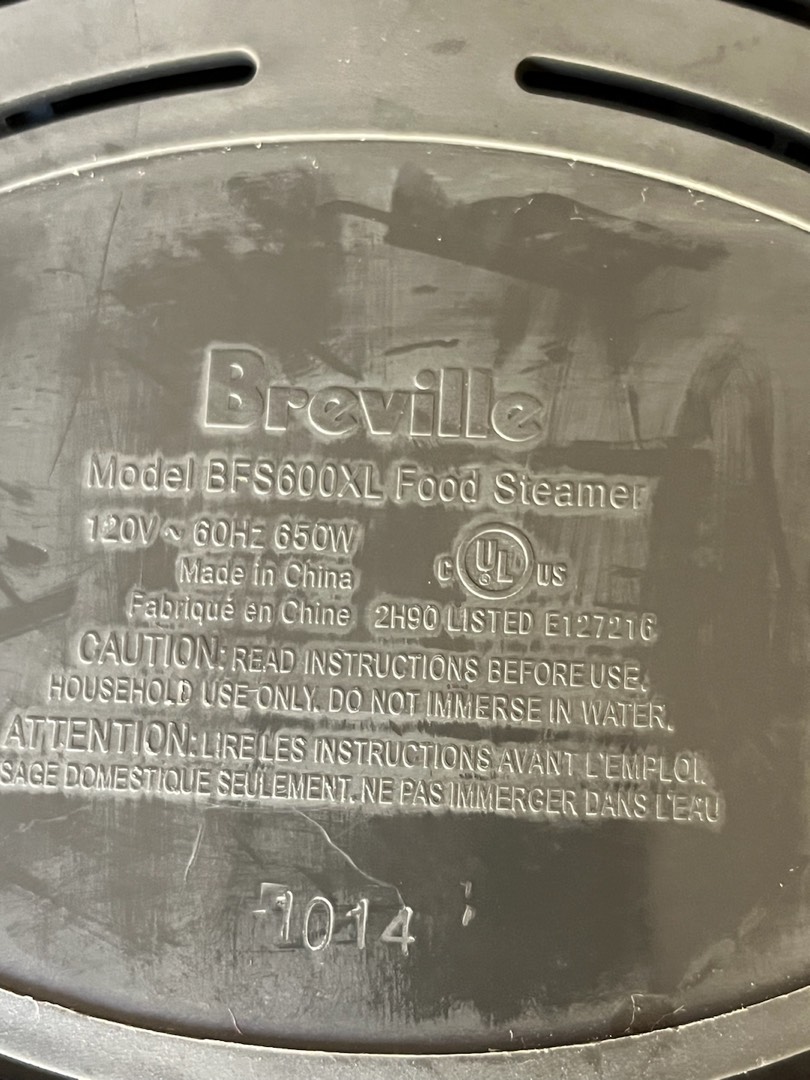 Breville
Model BFS600XL Food Steamer
120V ~ 60Hz 650W
Made in China
Fabriqué en Chine
C UL US
2H90 LISTED E127216
CAUTION: READ INSTRUCTIONS BEFORE USE.
HOUSEHOLD USE ONLY. DO NOT IMMERSE IN WATER.
ATTENTION: LIRE LES INSTRUCTIONS AVANT L'EMPLOI.
SAGE DOMESTIQUE SEULEMENT. NE PAS IMMERGER DANS L'EAU
1014